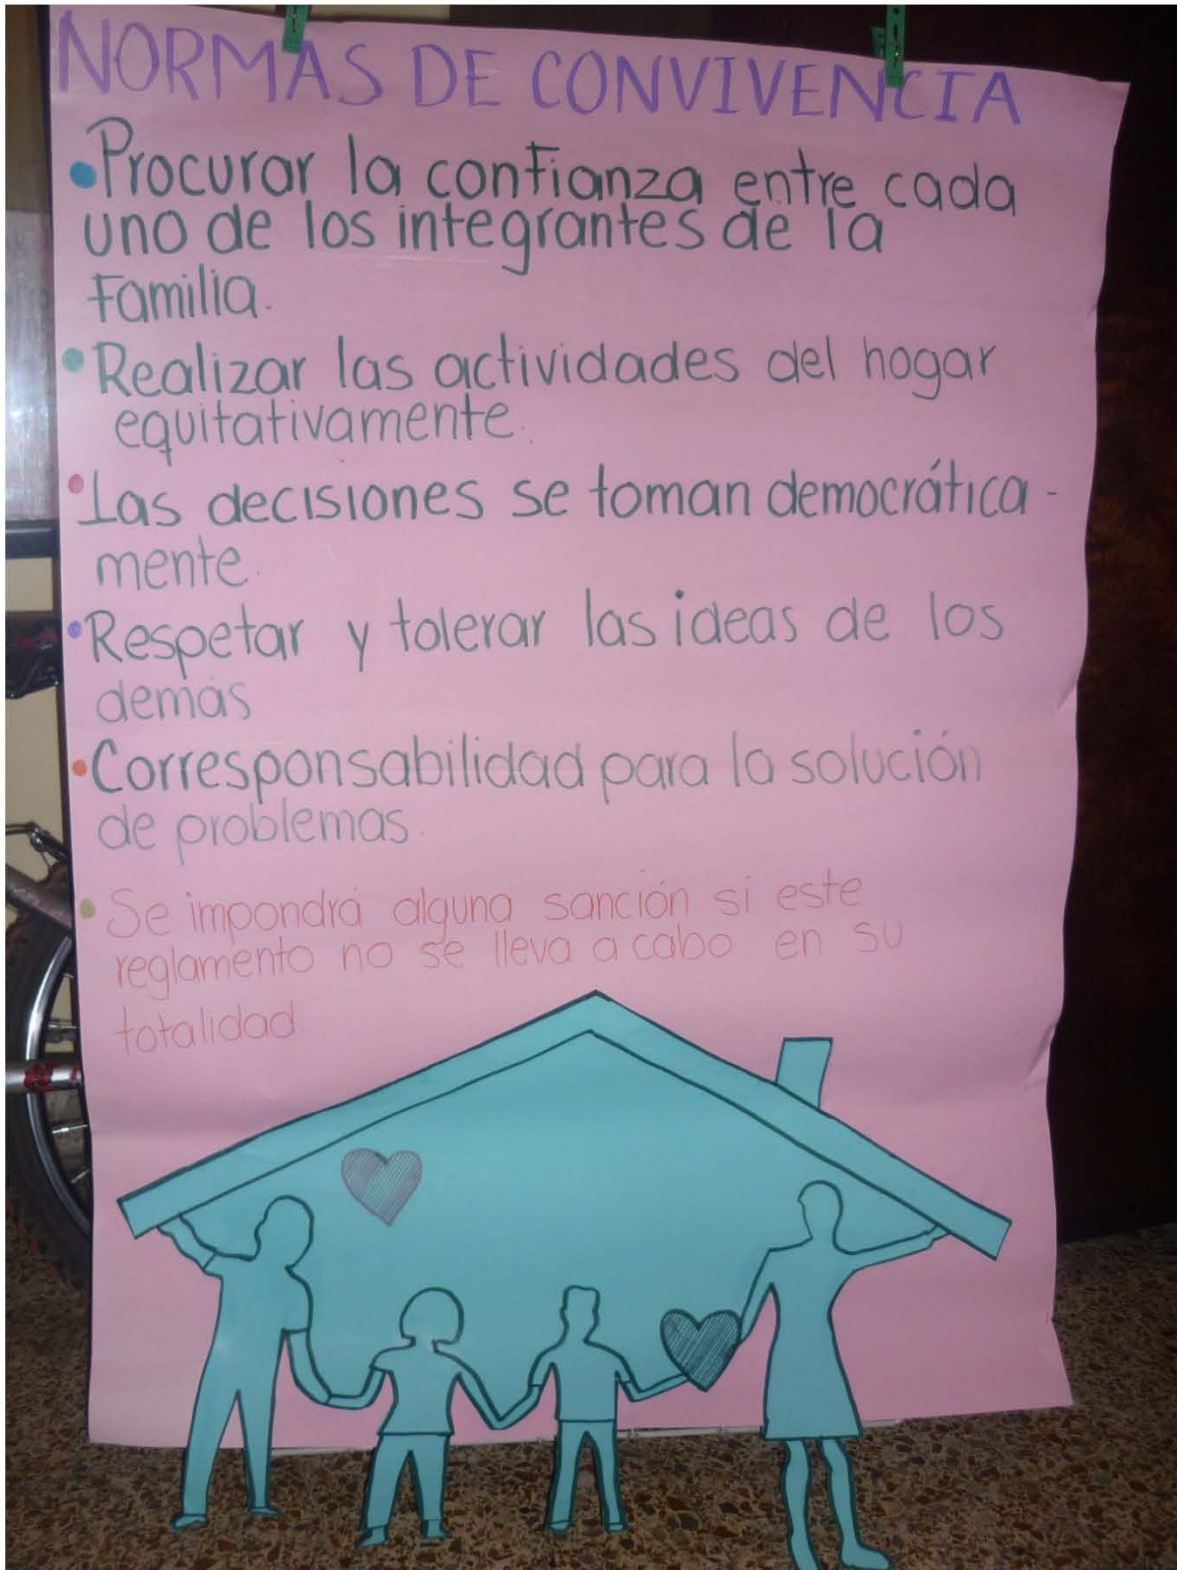 NORMAS DE CONVIVENCIA
•Procurar la confianza entre cada
uno de los integrantes de la
familia.
•Realizar las actividades del hogar
equitativamente.
•Las decisiones se toman democrática-
mente.
•Respetar y tolerar las ideas de los
demás
•Corresponsabilidad para la solución
de problemas.
•Se impondrá alguna sanción si este
reglamento no se lleva a cabo en su
totalidad.